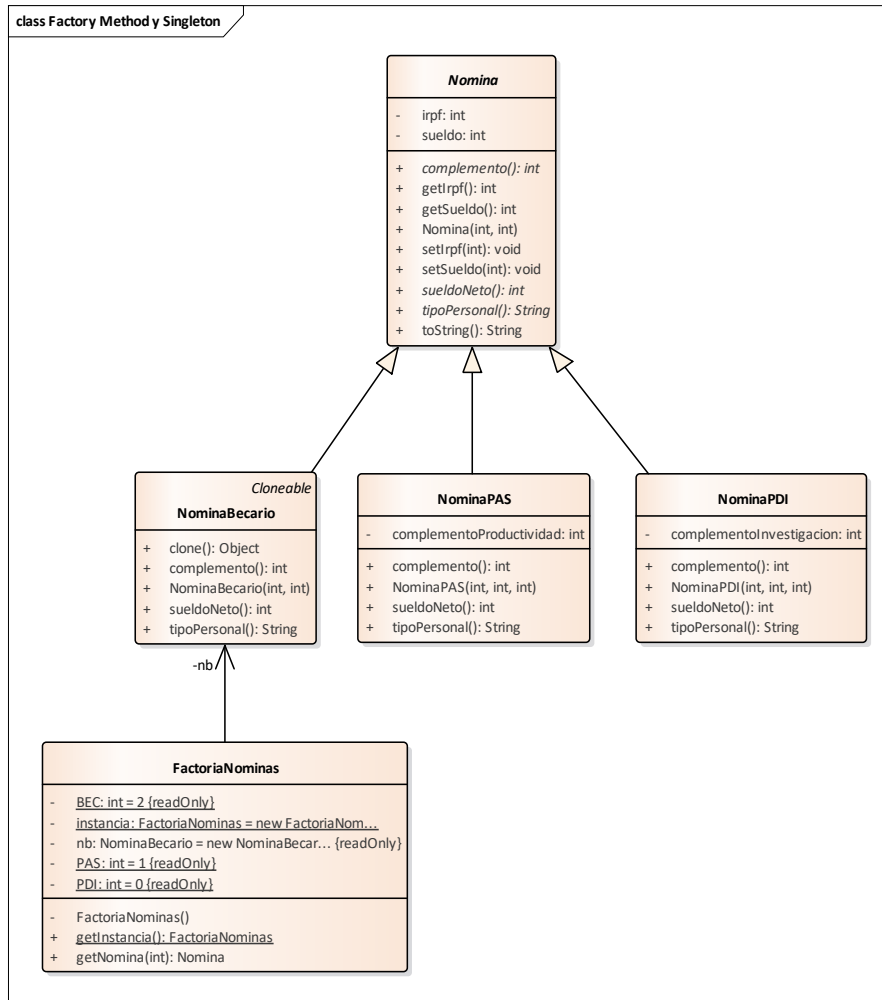 class Factory Method y Singleton
Nomina
- irpf: int
- sueldo: int
+ complemento(): int
+ getIrpf(): int
+ getSueldo(): int
+ Nomina(int, int)
+ setIrpf(int): void
+ setSueldo(int): void
+ sueldoNeto(): int
+ tipoPersonal(): String
+ toString(): String
Cloneable
NominaBecario
+ clone(): Object
+ complemento(): int
+ NominaBecario(int, int)
+ sueldoNeto(): int
+ tipoPersonal(): String
NominaPAS
- complementoProductividad: int
+ complemento(): int
+ NominaPAS(int, int, int)
+ sueldoNeto(): int
+ tipoPersonal(): String
NominaPDI
- complementoInvestigacion: int
+ complemento(): int
+ NominaPDI(int, int, int)
+ sueldoNeto(): int
+ tipoPersonal(): String
-nb
FactoriaNominas
- BEC: int = 2 {readOnly}
- instancia: FactoriaNominas = new FactoriaNom...
- nb: NominaBecario = new NominaBecar... {readOnly}
- PAS: int = 1 {readOnly}
- PDI: int = 0 {readOnly}
- FactoriaNominas()
+ getInstancia(): FactoriaNominas
+ getNomina(int): Nomina